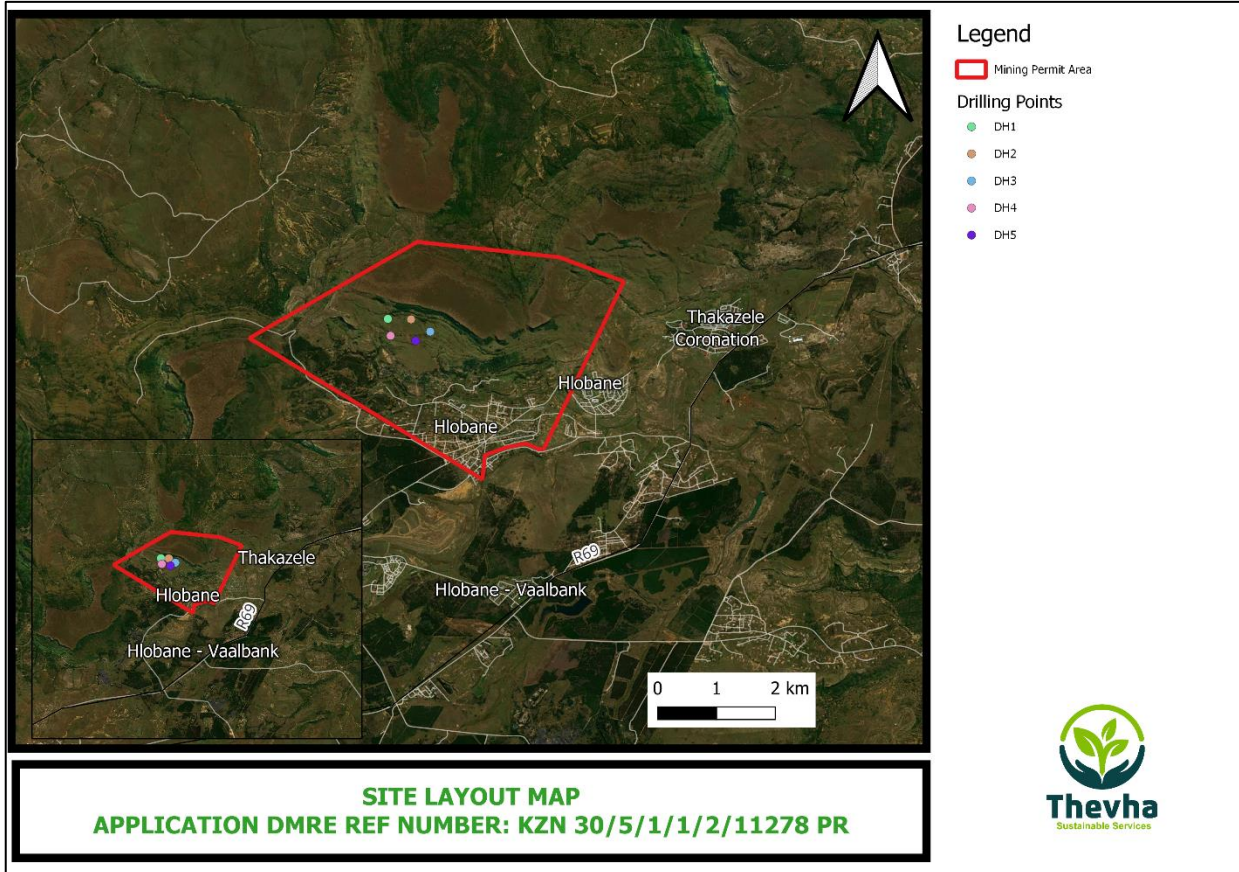 Legend
Mining Permit Area
Drilling Points
DH1
DH2
DH3
DH4
DH5
Thakazele
Coronation
Hlobane
Hlobane
R69
Hlobane - Vaalbank
Thakazele
Hlobane
R69
Hlobane - Vaalbank
0 1 2 km
SITE LAYOUT MAP
APPLICATION DMRE REF NUMBER: KZN 30/5/1/1/2/11278 PR
Thevha
Sustainable Services